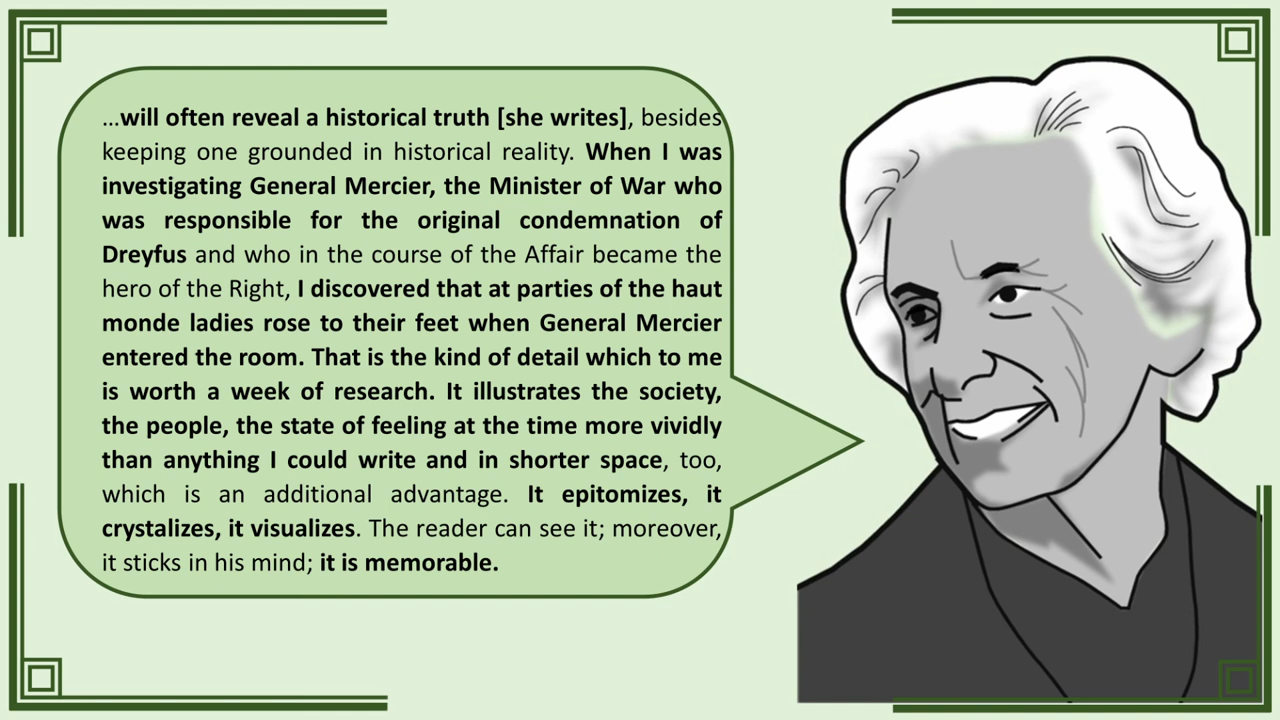 …will often reveal a historical truth [she writes], besides
keeping one grounded in historical reality. When I was
investigating General Mercier, the Minister of War who
was responsible for the original condemnation of
Dreyfus and who in the course of the Affair became the
hero of the Right, I discovered that at parties of the haut
monde ladies rose to their feet when General Mercier
entered the room. That is the kind of detail which to me
is worth a week of research. It illustrates the society,
the people, the state of feeling at the time more vividly
than anything I could write and in shorter space, too,
which is an additional advantage. It epitomizes, it
crystalizes, it visualizes. The reader can see it; moreover,
it sticks in his mind; it is memorable.